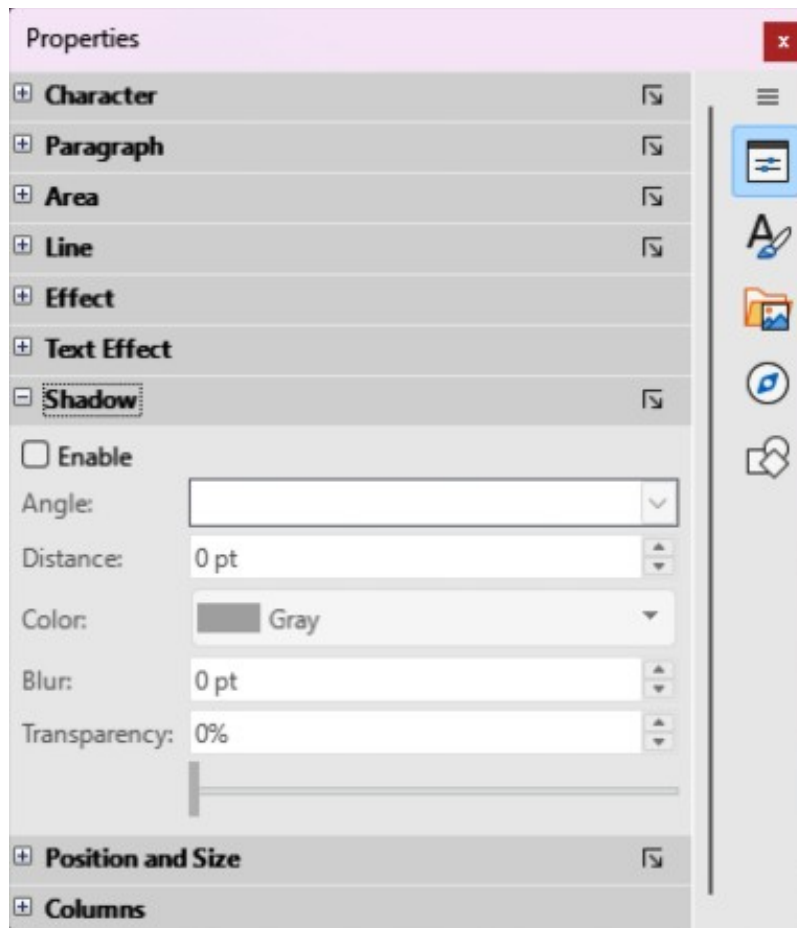 Properties
Character
Paragraph
Area
Line
Effect
Text Effect
Shadow
Enable
Angle:
Distance: 0 pt
Color: Gray
Blur: 0 pt
Transparency: 0%
Position and Size
Columns